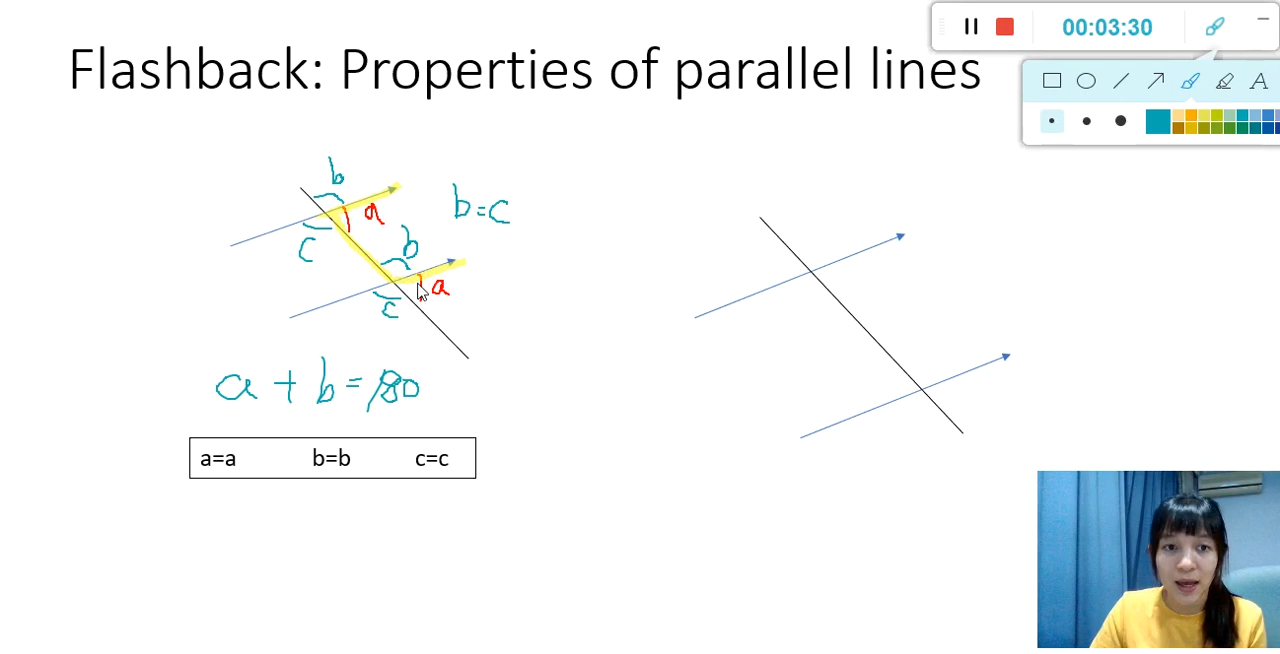 00:03:30
Flashback: Properties of parallel lines
A
b
a
b=c
c
b
a
c
a + b = 180
a=a b=b c=c